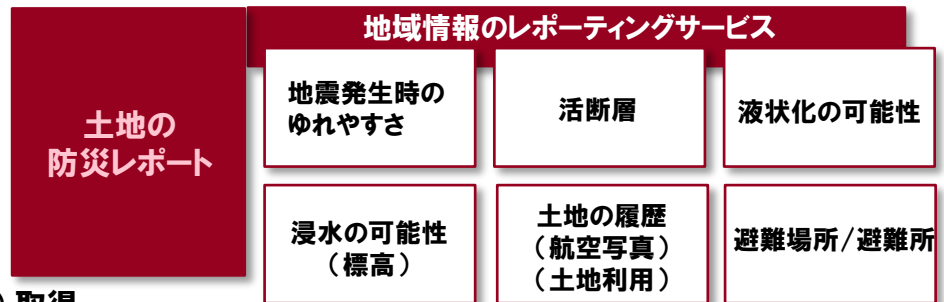 地域情報のレポーティングサービス
土地の
防災レポート
地震発生時の
ゆれやすさ
活断層
液状化の可能性
浸水の可能性
（標高）
土地の履歴
（航空写真）
（土地利用）
避難場所/避難所
取得